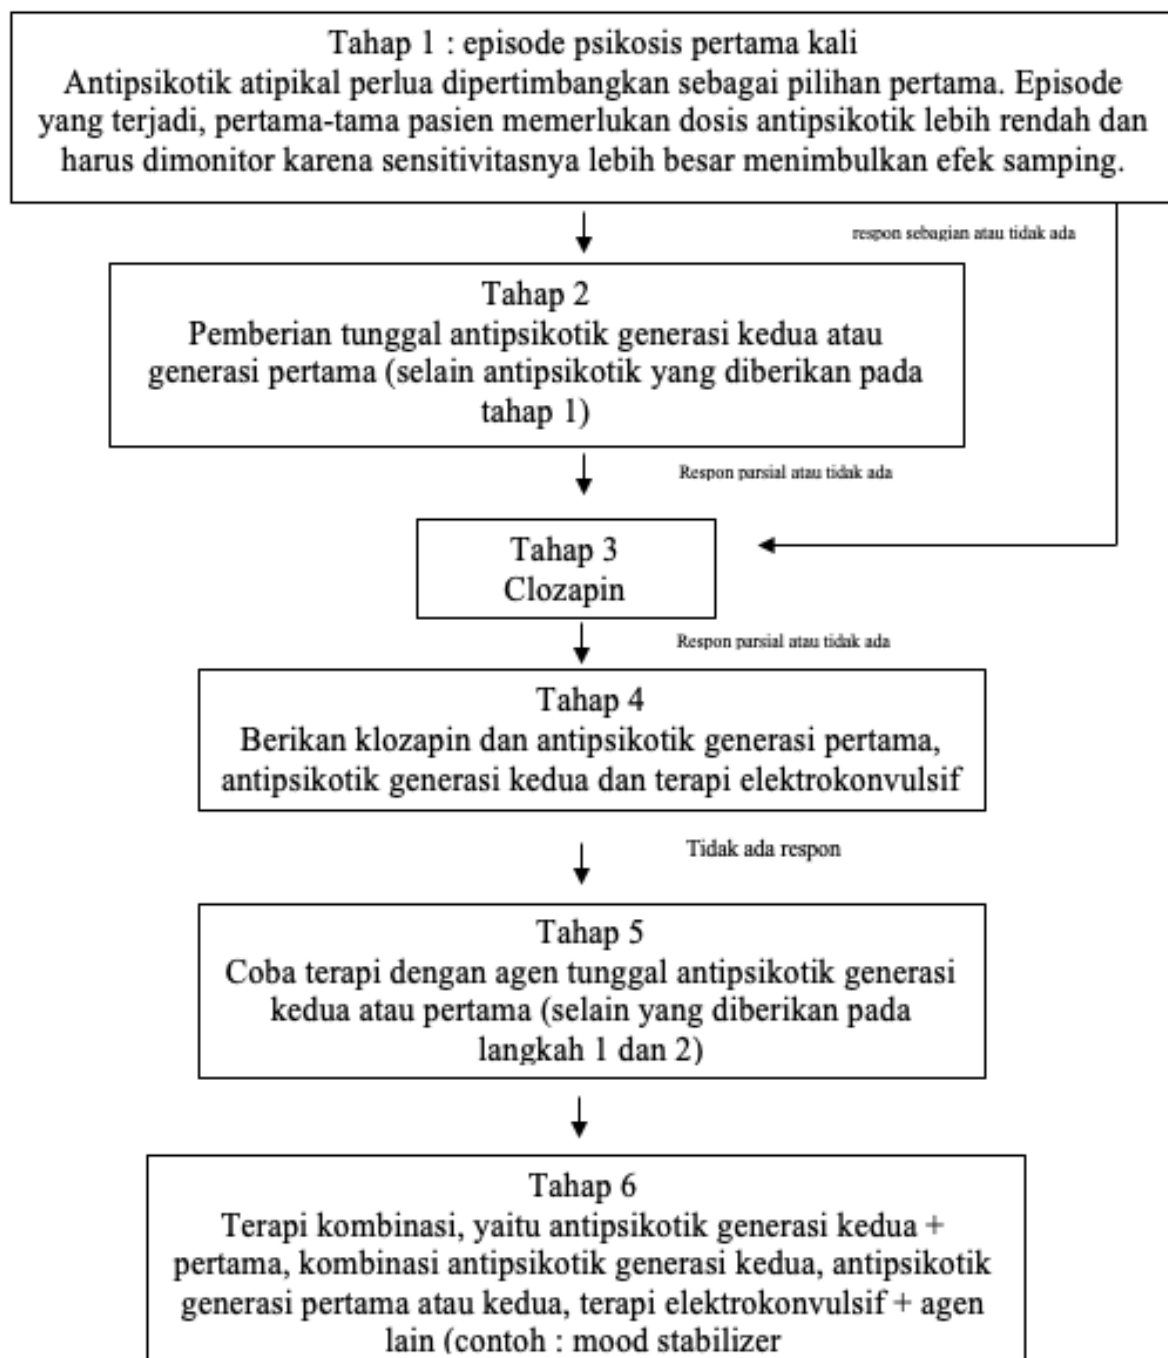 Tahap 1 : episode psikosis pertama kali
Antipsikotik atipikal perlua dipertimbangkan sebagai pilihan pertama. Episode
yang terjadi, pertama-tama pasien memerlukan dosis antipsikotik lebih rendah dan
harus dimonitor karena sensitivitasnya lebih besar menimbulkan efek samping.
respon sebagian atau tidak ada
Tahap 2
Pemberian tunggal antipsikotik generasi kedua atau
generasi pertama (selain antipsikotik yang diberikan pada
tahap 1)
Respon parsial atau tidak ada
Tahap 3
Clozapin
Respon parsial atau tidak ada
Tahap 4
Berikan klozapin dan antipsikotik generasi pertama,
antipsikotik generasi kedua dan terapi elektrokonvulsif
Tidak ada respon
Tahap 5
Coba terapi dengan agen tunggal antipsikotik generasi
kedua atau pertama (selain yang diberikan pada
langkah 1 dan 2)
Tahap 6
Terapi kombinasi, yaitu antipsikotik generasi kedua +
pertama, kombinasi antipsikotik generasi kedua, antipsikotik
generasi pertama atau kedua, terapi elektrokonvulsif + agen
lain (contoh : mood stabilizer